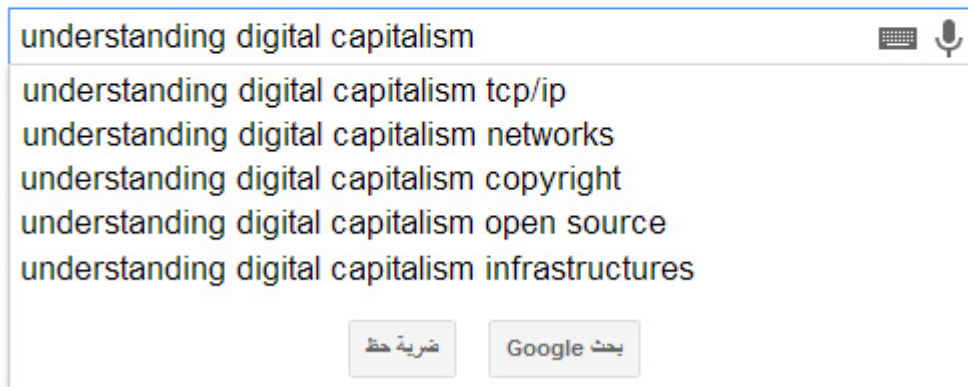 understanding digital capitalism
understanding digital capitalism tcp/ip
understanding digital capitalism networks
understanding digital capitalism copyright
understanding digital capitalism open source
understanding digital capitalism infrastructures
بحث Google
ضربة حظ